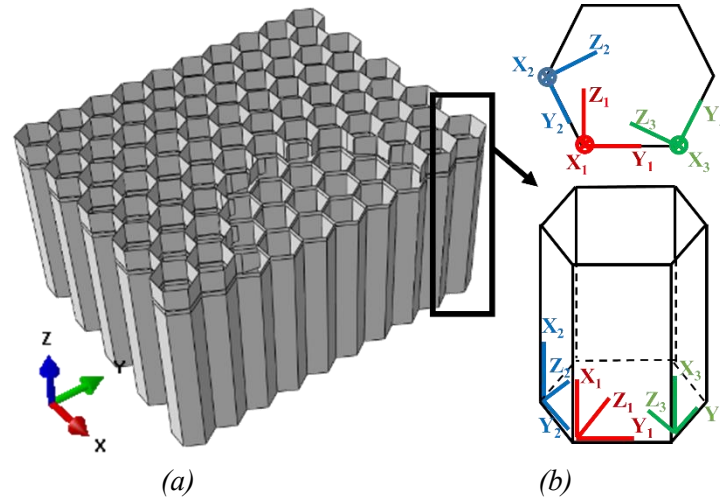 Z
Y
X
(a)
Z₂
X₂
Z₁
Y₂
Z₃
Y
X₁
Y₁
X₃
X₂
Z₂
X₁
X₃
Z₁
Z₃
Y
Y₂
Y₁
(b)